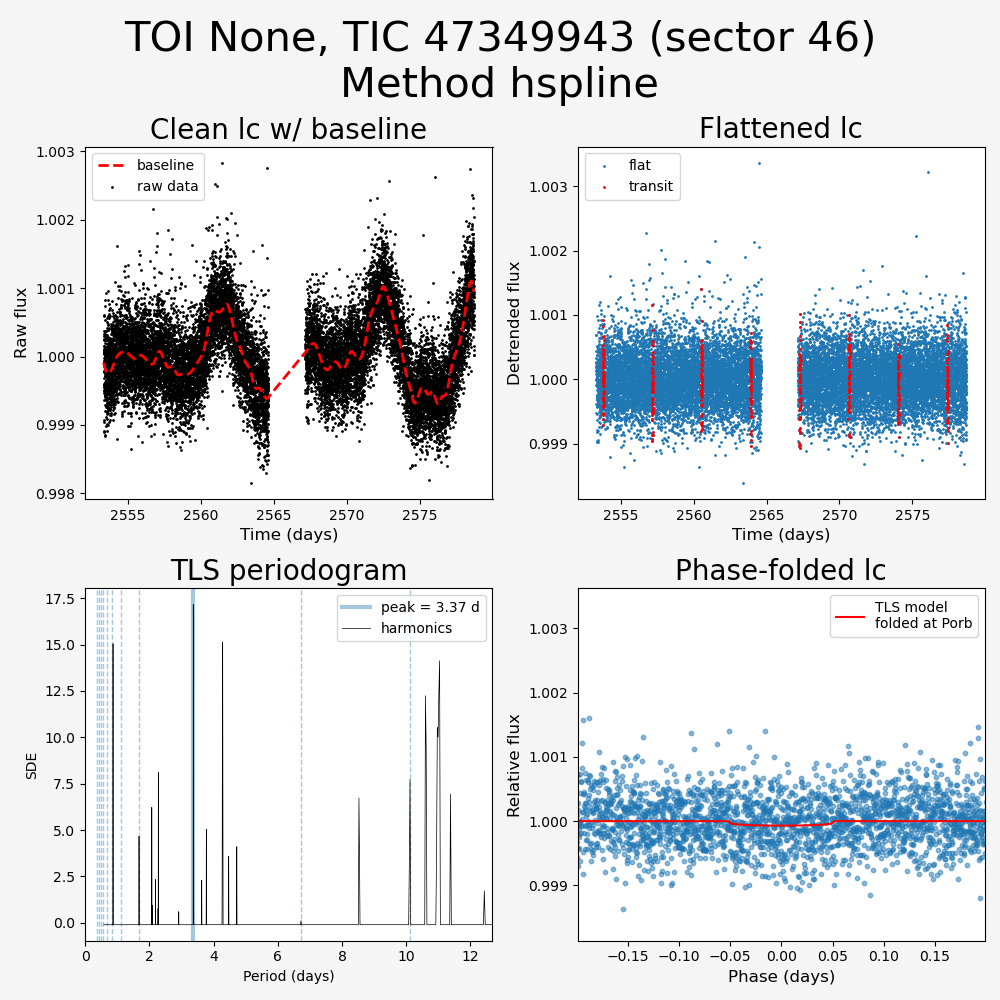 TOI None, TIC 47349943 (sector 46)
Method hspline
Clean lc w/ baseline
Flattened lc
1.003
1.002
1.001
1.000
0.999
0.998
Raw flux
baseline
raw data
2555
2560
2565
2570
2575
Time (days)
1.003
1.002
1.001
1.000
0.999
Detrended flux
flat
transit
2555
2560
2565
2570
2575
Time (days)
TLS periodogram
Phase-folded lc
17.5
15.0
12.5
10.0
7.5
5.0
2.5
0.0
SDE
peak = 3.37 d
harmonics
0
2
4
6
8
10
12
Period (days)
1.003
1.002
1.001
1.000
0.999
Relative flux
TLS model
folded at Porb
−0.15
−0.10
−0.05
0.00
0.05
0.10
0.15
Phase (days)